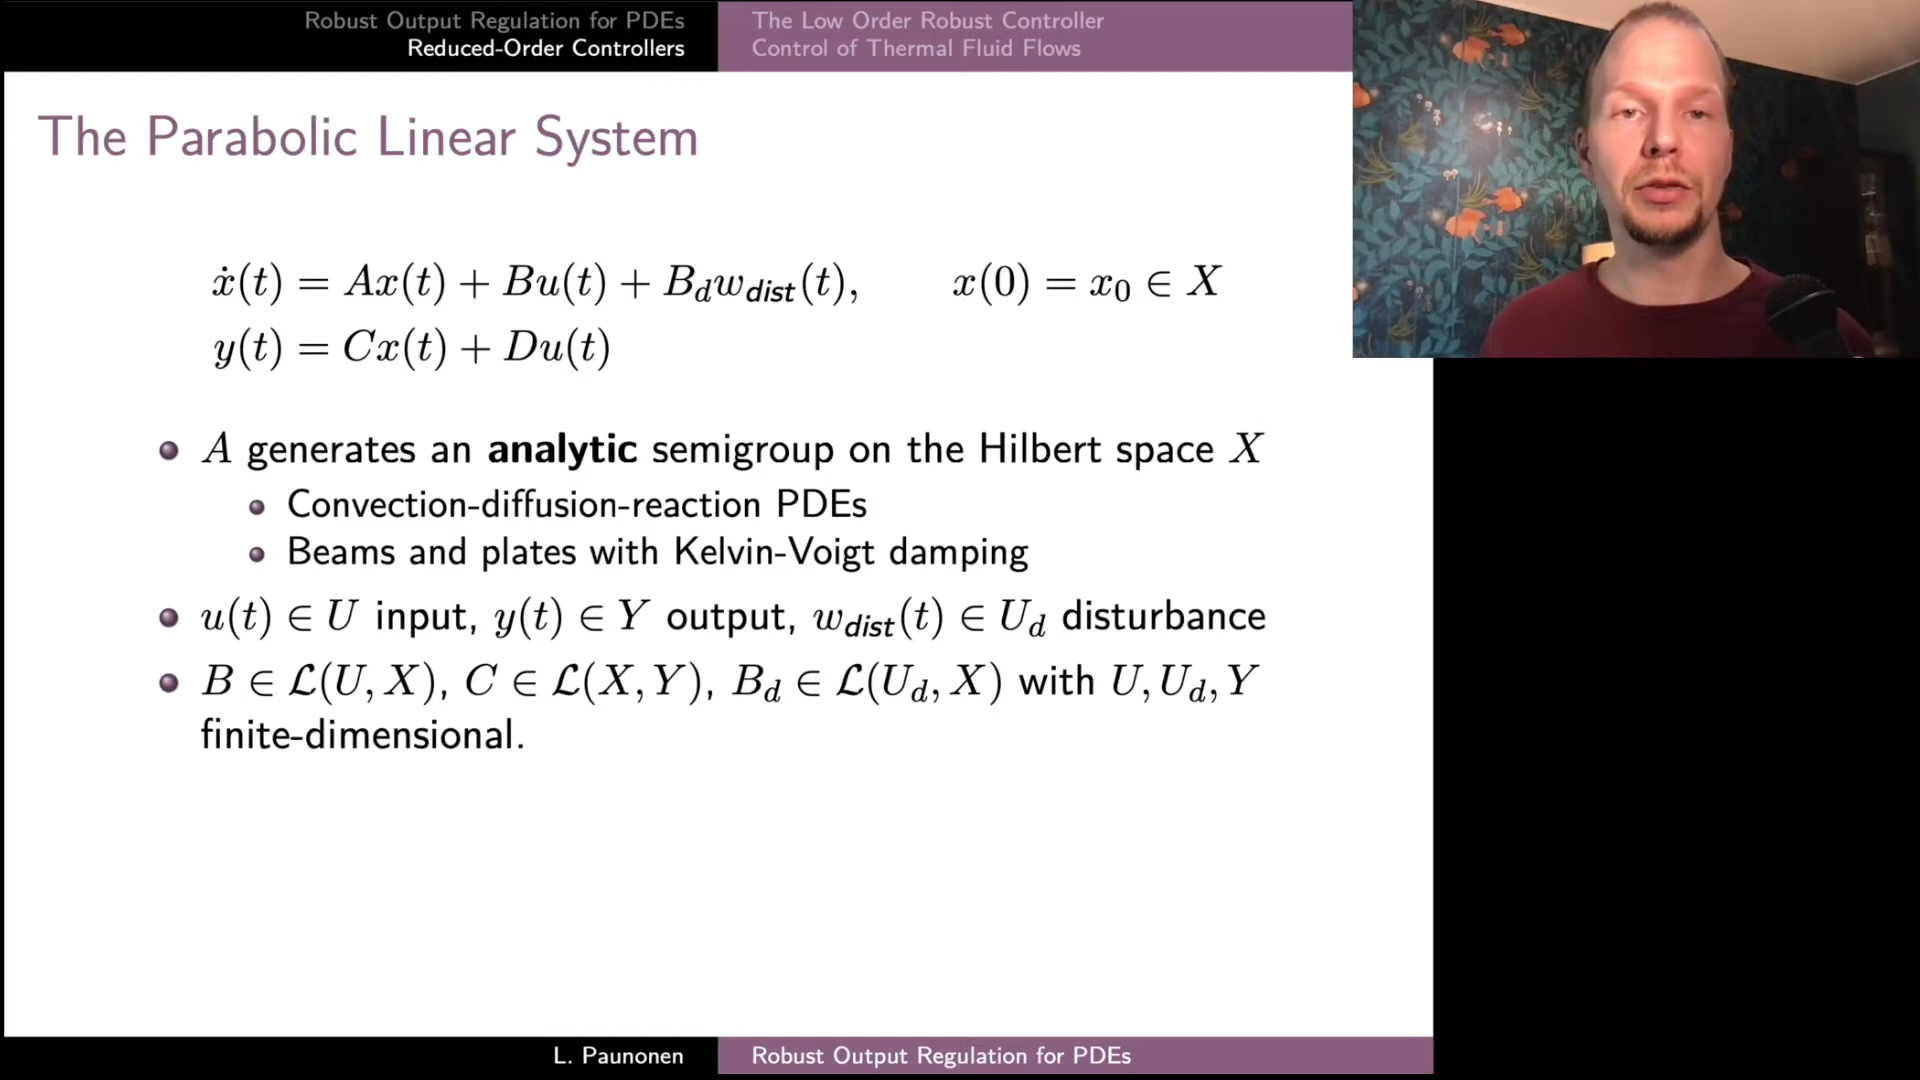 Robust Output Regulation for PDEs
Reduced-Order Controllers
The Low Order Robust Controller
Control of Thermal Fluid Flows
The Parabolic Linear System
ẋ(t) = Ax(t) + Bu(t) + B_d w_dist(t), x(0) = x₀ ∈ X
y(t) = Cx(t) + Du(t)
A generates an analytic semigroup on the Hilbert space X
Convection-diffusion-reaction PDEs
Beams and plates with Kelvin-Voigt damping
u(t) ∈ U input, y(t) ∈ Y output, w_dist(t) ∈ U_d disturbance
B ∈ ℒ(U, X), C ∈ ℒ(X, Y), B_d ∈ ℒ(U_d, X) with U, U_d, Y
finite-dimensional.
L. Paunonen
Robust Output Regulation for PDEs